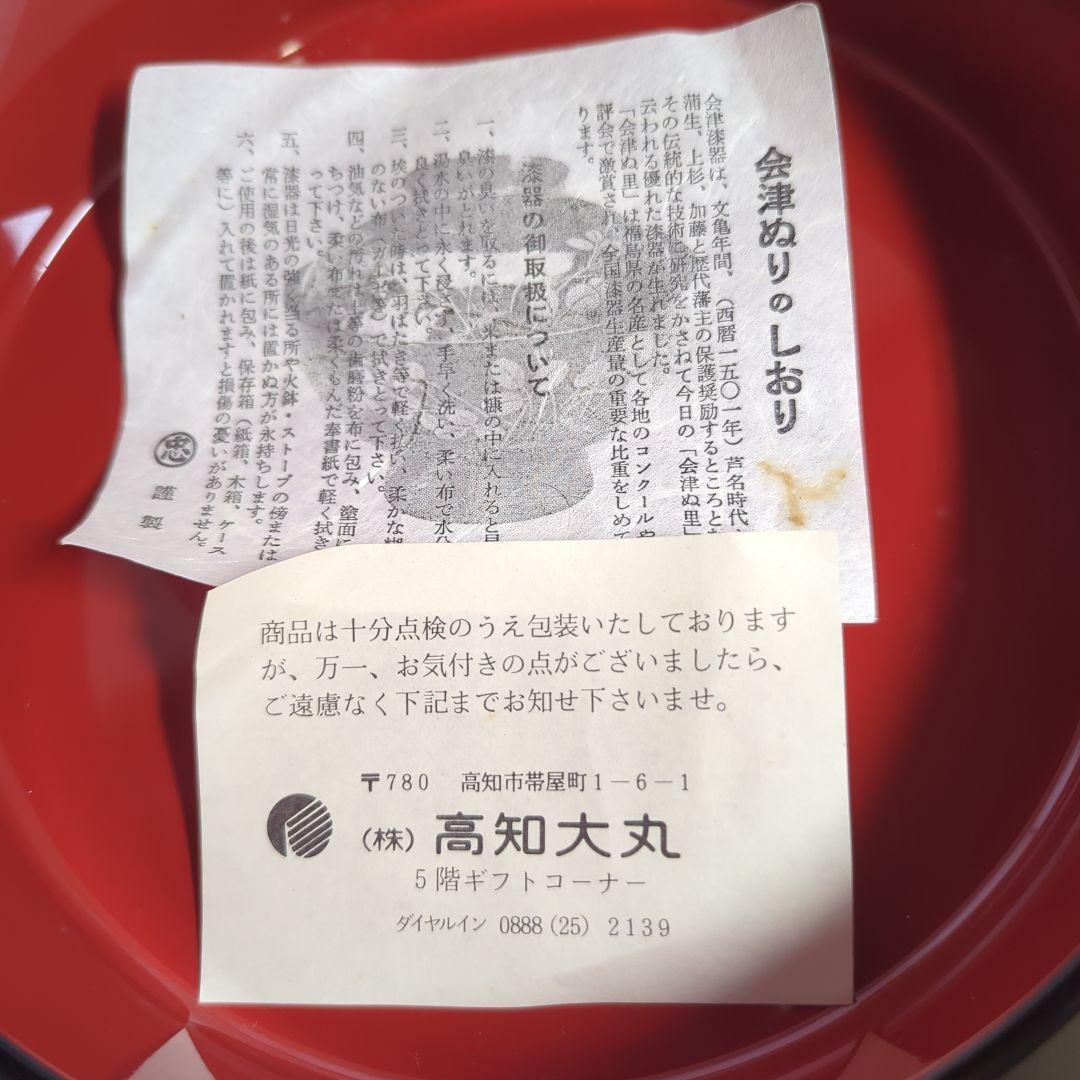 会津ぬりのしおり
会津漆器は、文亀年間、(西暦一五〇一年)芦名時代、
蒲生、上杉、加藤と歴代藩主の保護奨励するところとな
その伝統的な技術に研究をかさねて今日の「会津ぬ里」
云われる優れた漆器が生れました。
「会津ぬ里」は福島県の名産として各地のコンクールや
評会で激賞され、全国漆器生産量の重要な比重をしめて
ります。
漆器の御取扱について
一、漆の臭いを取るには、米または糠の中に入れると早
臭いがとれます。
二、湯水の中に永く浸さず、手早く洗い、柔い布で水分
良く拭きとって下さい。
三、埃のついた時は、羽ばたき等で軽く払い、柔かな糊
のない布(ガーゼ等)で拭きとって下さい。
四、油気などの汚れは上等の歯磨粉を布に包み、塗面に
ちつけ、柔い布または柔くもんだ奉書紙で軽く拭き
って下さい。
五、漆器は日光の強く当る所や火鉢・ストーブの傍または
常に湿気のある所には置かぬ方が永持ちします。
六、ご使用の後は紙に包み、保存箱(紙箱、木箱、ケース
等に)入れて置かれますと損傷の憂いがありません。
忠 謹製
商品は十分点検のうえ包装いたしております
が、万一、お気付きの点がございましたら、
ご遠慮なく下記までお知せ下さいませ。
〒780 高知市帯屋町1-6-1
(株) 高知大丸
5階ギフトコーナー
ダイヤルイン 0888(25)2139